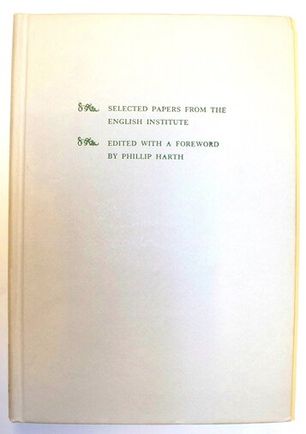 SELECTED PAPERS FROM THE
ENGLISH INSTITUTE
EDITED WITH A FOREWORD
BY PHILLIP HARTH